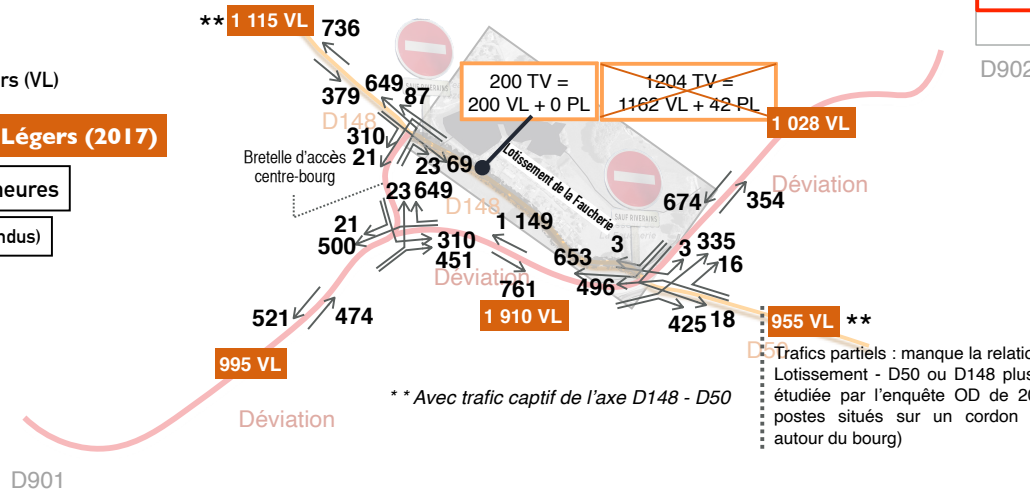 ** 1 115 VL
736
rs (VL)
379
649
87
D148
310
21
Légers (2017)
Bretelle d'accès
centre-bourg
23
69
SAUF RIVERAINS
200 TV =
200 VL + 0 PL
1204 TV =
1162 VL + 42 PL
1 028 VL
D902
Lotissement de la Faucherie
SAUF RIVERAINS
674
354
Déviation
eures
ndus)
23
649
D148
21
500
310
451
1 149
Déviation
761
653
496
3
3
335
16
425
18
521
474
1 910 VL
955 VL **
D50
995 VL
Trafics partiels : manque la relatio
Lotissement - D50 ou D148 plus
étudiée par l'enquête OD de 20
postes situés sur un cordon
autour du bourg)
* * Avec trafic captif de l'axe D148 - D50
Déviation
D901